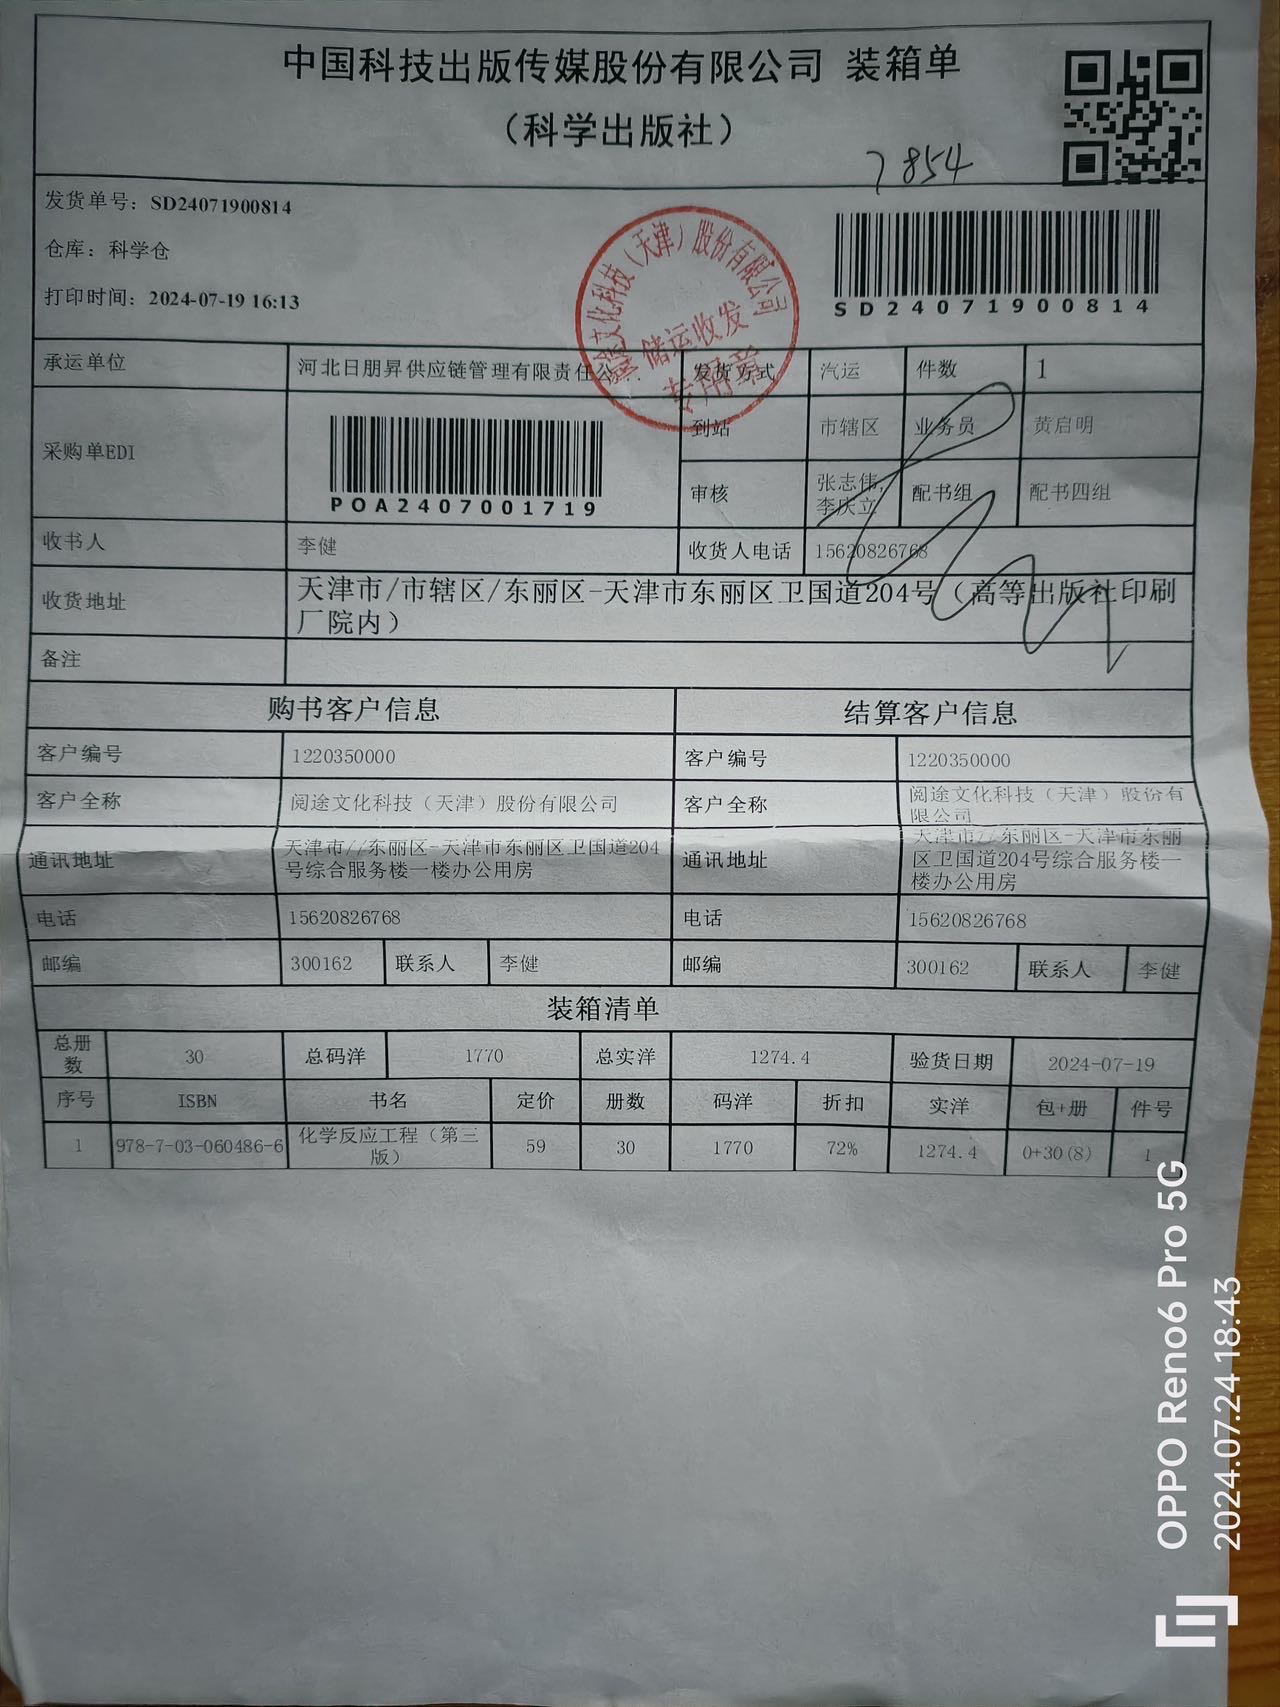 中国科技出版传媒股份有限公司 装箱单
（科学出版社）
7854
发货单号：SD24071900814
仓库：科学仓
打印时间：2024-07-19 16:13
SD24071900814
文化科技（天津）股份有限公司
储运收发
专用章
承运单位 河北日朋昇供应链管理有限责任公 发货方式 汽运 件数 1
采购单EDI POA2407001719 到站 市辖区 业务员 黄启明
审核 张志伟,李庆立 配书组 配书四组
收书人 李健 收货人电话 15620826768
收货地址 天津市/市辖区/东丽区-天津市东丽区卫国道204号（高等出版社印刷
厂院内）
备注
购书客户信息 结算客户信息
客户编号 1220350000 客户编号 1220350000
客户全称 阅途文化科技（天津）股份有限公司 客户全称 阅途文化科技（天津）股份有限公司
通讯地址 天津市//东丽区-天津市东丽区卫国道204号综合服务楼一楼办公用房 通讯地址 天津市//东丽区-天津市东丽区卫国道204号综合服务楼一楼办公用房
电话 15620826768 电话 15620826768
邮编 300162 联系人 李健 邮编 300162 联系人 李健
装箱清单
总册数 30 总码洋 1770 总实洋 1274.4 验货日期 2024-07-19
序号 ISBN 书名 定价 册数 码洋 折扣 实洋 包+册 件号
1 978-7-03-060486-6 化学反应工程（第三版） 59 30 1770 72% 1274.4 0+30(8) 1
OPPO Reno6 Pro 5G
2024.07.24 18:43